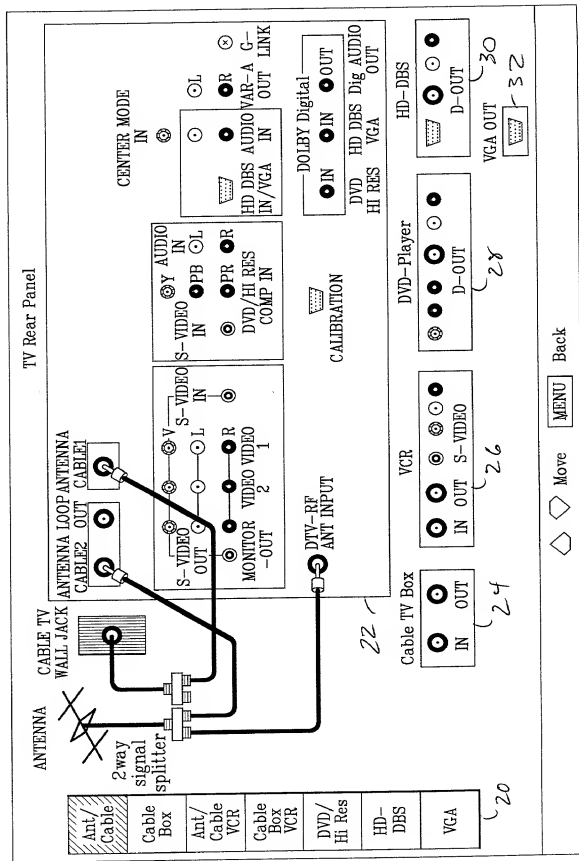 TV Rear Panel
ANTENNA
CABLE TV
WALL JACK
2way
signal
splitter
ANTENNA LOOP ANTENNA
CABLE2 OUT CABLE1
S-VIDEO
OUT
MONITOR
-OUT
VIDEO VIDEO
2 1
V
L
R
S-VIDEO
IN
DTV-RF
ANT INPUT
S-VIDEO
IN
Y AUDIO
IN
PB L
PR R
DVD/HI RES
COMP IN
CALIBRATION
CENTER MODE
IN
HD DBS AUDIO
IN/VGA IN
L
R
VAR-A
OUT
G-
LINK
DOLBY Digital
IN IN OUT
DVD HD DBS Dig AUDIO
HI RES VGA OUT
22
Ant/
Cable
Cable
Box
Ant/
Cable
VCR
Cable
Box
VCR
DVD/
Hi Res
HD-
DBS
VGA
20
Cable TV Box
IN OUT
24
VCR
IN OUT S-VIDEO
26
DVD-Player
D-OUT
28
HD-DBS
D-OUT
30
VGA OUT
32
Move MENU Back